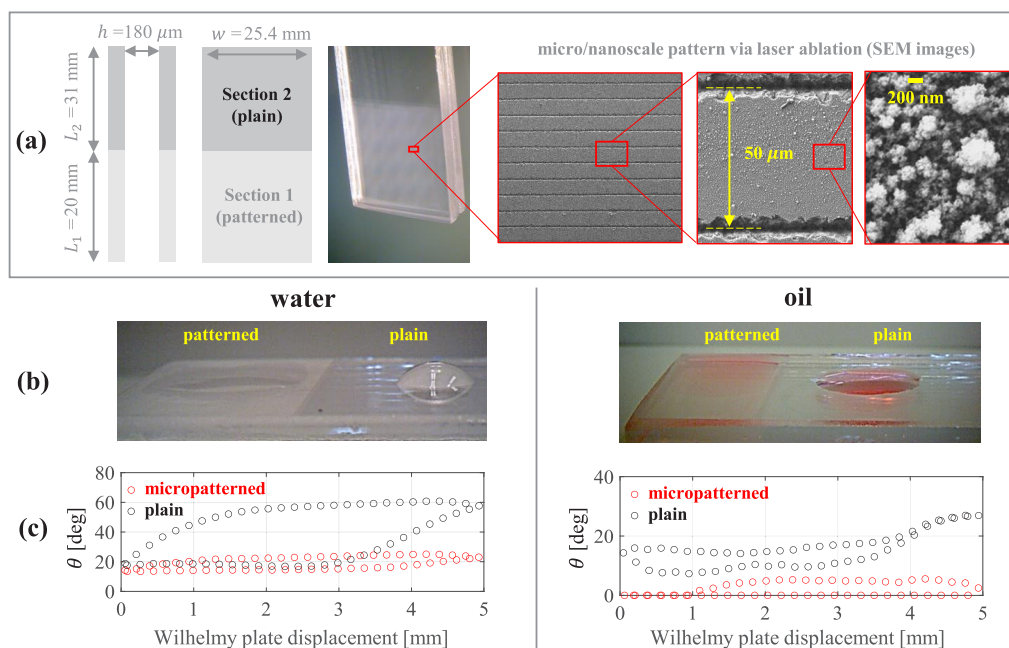 (a)
h = 180 μm
w = 25.4 mm
L₂ = 31 mm
L₁ = 20 mm
Section 2
(plain)
Section 1
(patterned)
micro/nanoscale pattern via laser ablation (SEM images)
50 μm
200 nm
water
oil
(b)
patterned
plain
patterned
plain
(c)
80
60
40
20
0
θ [deg]
micropatterned
plain
0
1
2
3
4
5
Wilhelmy plate displacement [mm]
40
20
0
θ [deg]
micropatterned
plain
0
1
2
3
4
5
Wilhelmy plate displacement [mm]